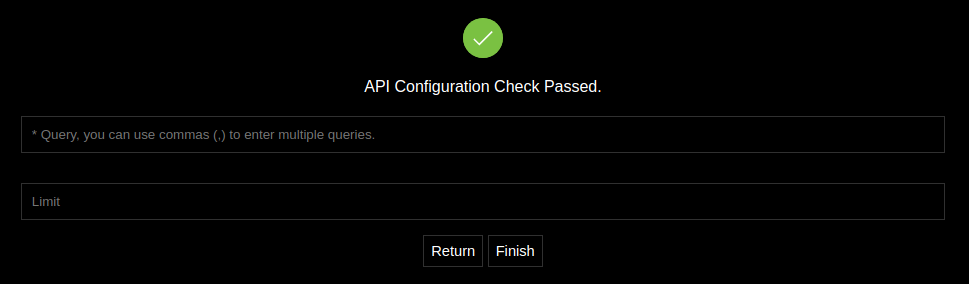 API Configuration Check Passed.
* Query, you can use commas (,) to enter multiple queries.
Limit
Return Finish